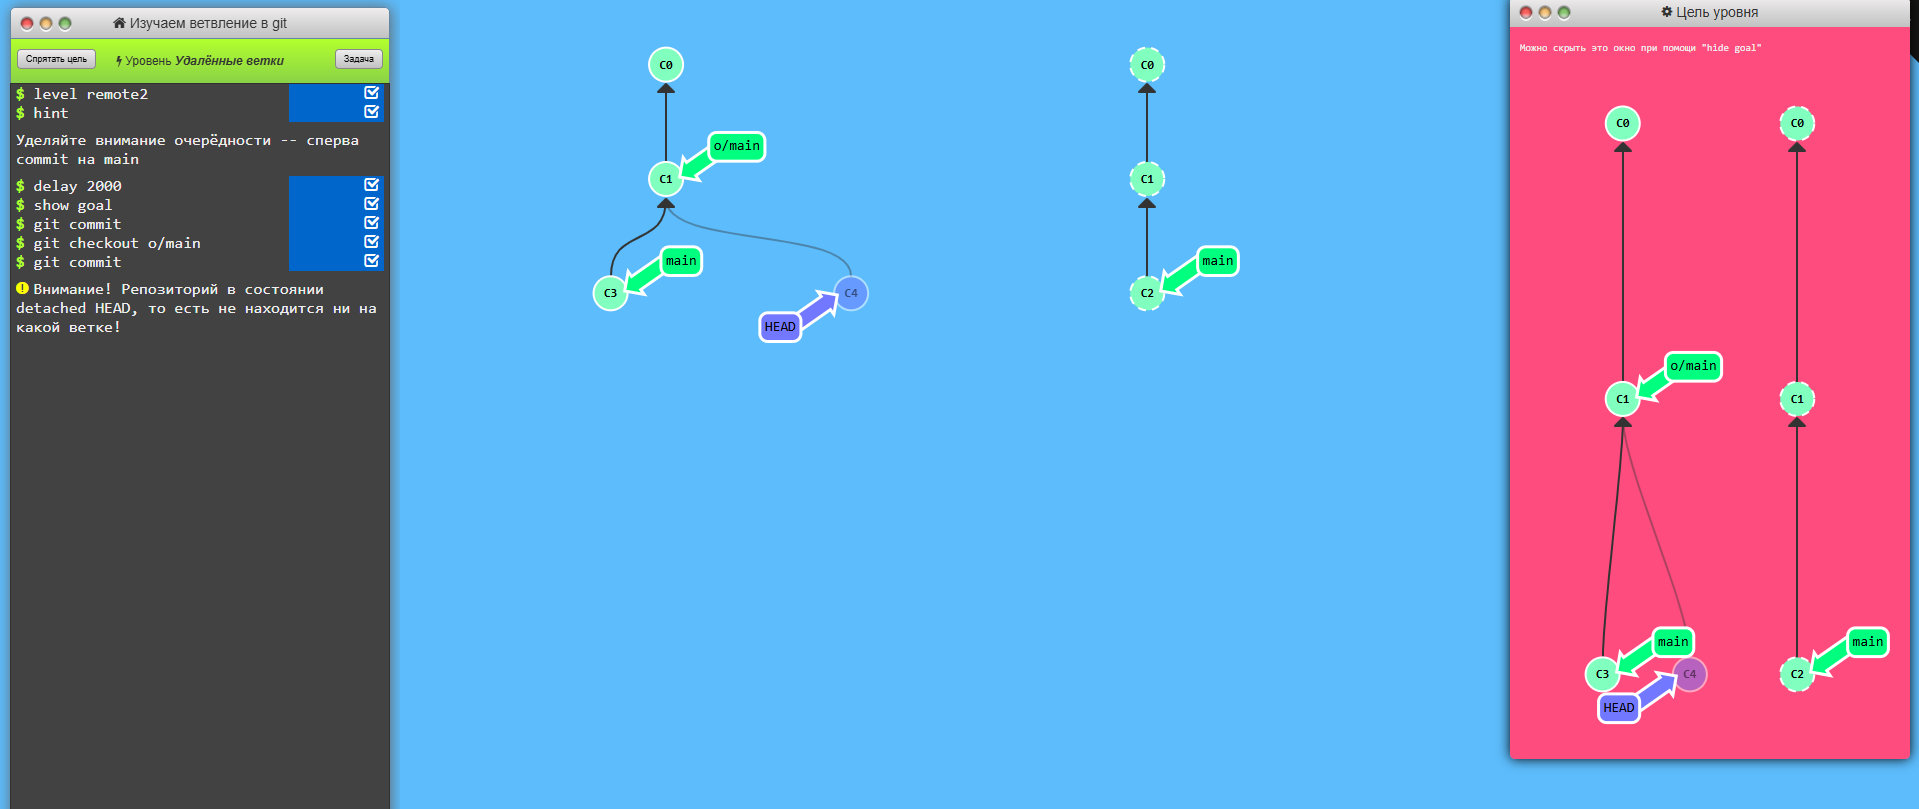 Изучаем ветвление в git
Спрятать цель
Уровень Удалённые ветки
Задача
$ level remote2
$ hint
Уделяйте внимание очерёдности -- сперва
commit на main
$ delay 2000
$ show goal
$ git commit
$ git checkout o/main
$ git commit
Внимание! Репозиторий в состоянии
detached HEAD, то есть не находится ни на
какой ветке!
C0
o/main
C1
main
C3
C4
HEAD
C0
C1
main
C2
Цель уровня
Можно скрыть это окно при помощи "hide goal"
C0
o/main
C1
main
C3
C4
HEAD
C0
C1
main
C2